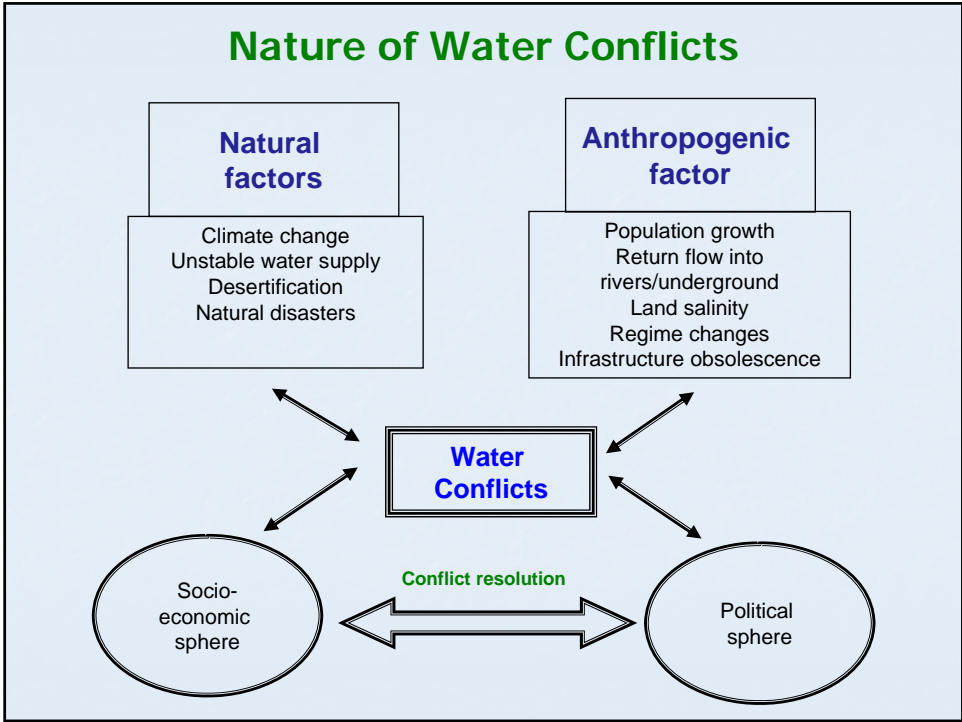 Nature of Water Conflicts
Natural
factors
Climate change
Unstable water supply
Desertification
Natural disasters
Anthropogenic
factor
Population growth
Return flow into
rivers/underground
Land salinity
Regime changes
Infrastructure obsolescence
Water
Conflicts
Socio-
economic
sphere
Conflict resolution
Political
sphere